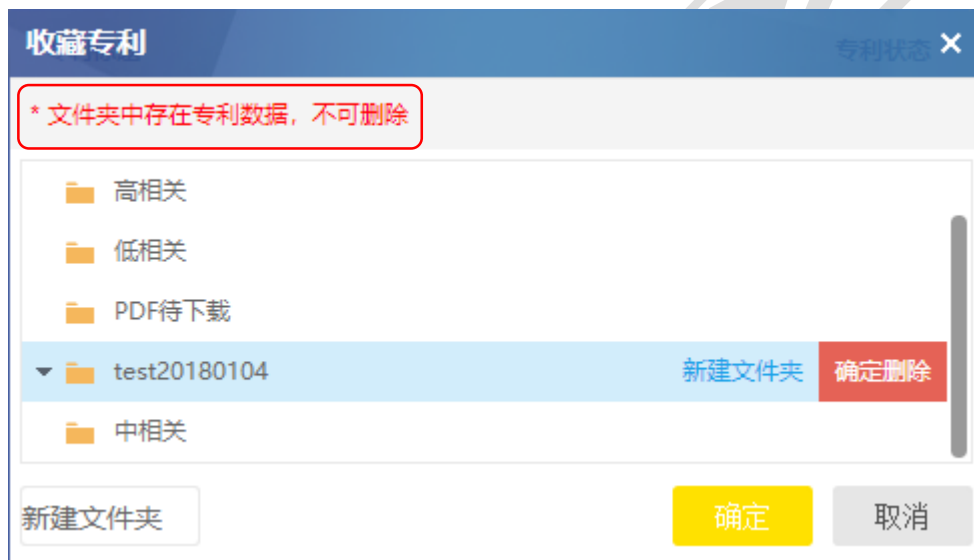 收藏专利
专利状态
* 文件夹中存在专利数据，不可删除
高相关
低相关
PDF待下载
test20180104 新建文件夹 确定删除
中相关
新建文件夹 确定 取消